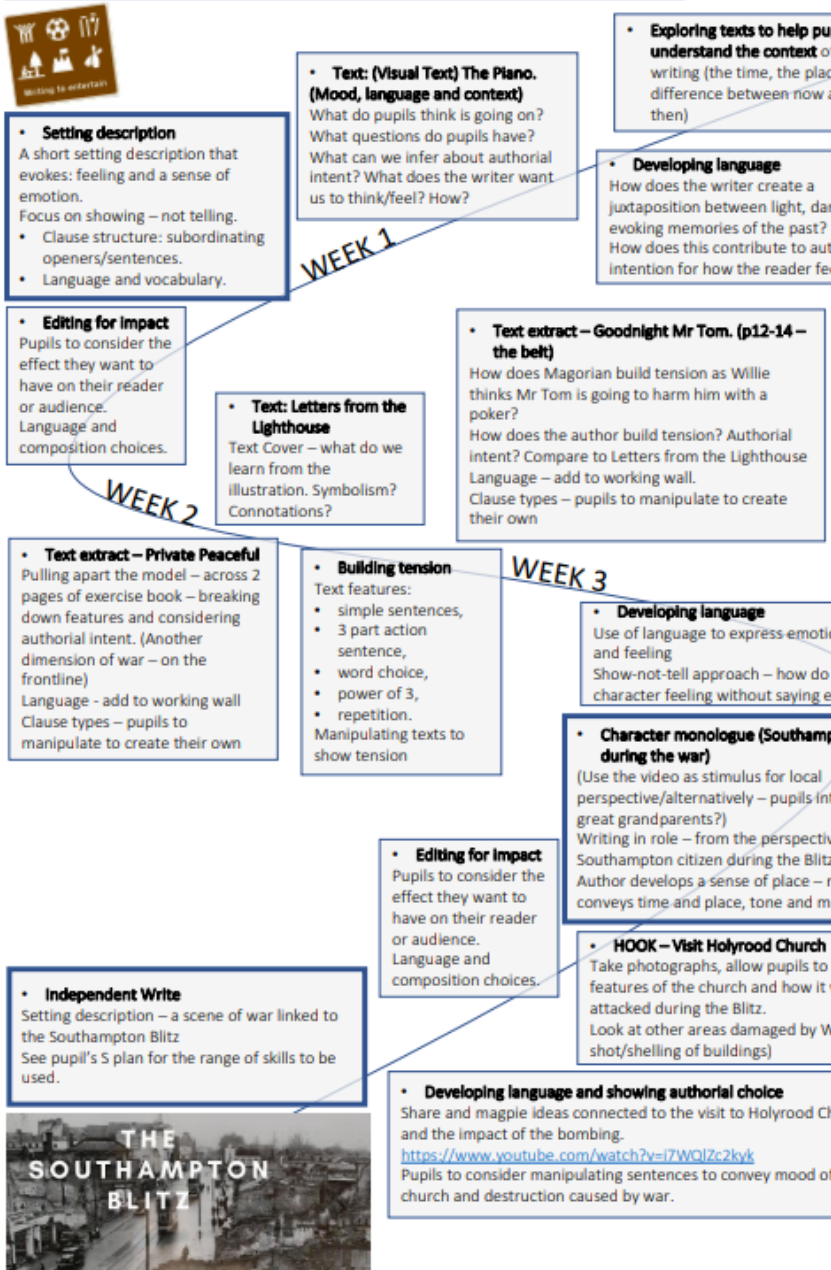 Writing to entertain
• Exploring texts to help
understand the context
writing (the time, the
difference between now
then)
• Text: (Visual Text) The Piano.
(Mood, language and context)
What do pupils think is going on?
What questions do pupils have?
What can we infer about authorial
intent? What does the writer want
us to think/feel? How?
• Setting description
A short setting description that
evokes: feeling and a sense of
emotion.
Focus on showing – not telling.
• Clause structure: subordinating
openers/sentences.
• Language and vocabulary.
• Developing language
How does the writer create a
juxtaposition between light,
evoking memories of the past?
How does this contribute to
intention for how the reader
WEEK 1
• Editing for impact
Pupils to consider the
effect they want to
have on their reader
or audience.
Language and
composition choices.
• Text: Letters from the
Lighthouse
Text Cover – what do we
learn from the
illustration. Symbolism?
Connotations?
• Text extract – Goodnight Mr Tom. (p12-14 –
the belt)
How does Magorian build tension as Willie
thinks Mr Tom is going to harm him with a
poker?
How does the author build tension? Authorial
intent? Compare to Letters from the Lighthouse
Language – add to working wall.
Clause types – pupils to manipulate to create
their own
WEEK 2
• Text extract – Private Peaceful
Pulling apart the model – across 2
pages of exercise book – breaking
down features and considering
authorial intent. (Another
dimension of war – on the
frontline)
Language - add to working wall
Clause types – pupils to
manipulate to create their own
• Building tension
Text features:
• simple sentences,
• 3 part action
sentence,
• word choice,
• power of 3,
• repetition.
Manipulating texts to
show tension
WEEK 3
• Developing language
Use of language to express
and feeling
Show-not-tell approach – how do
character feeling without saying
• Character monologue
during the war)
(Use the video as stimulus for local
perspective/alternatively – pupils
great grandparents?)
Writing in role – from the
Southampton citizen during the Blitz
Author develops a sense of place –
conveys time and place, tone and
• Editing for impact
Pupils to consider the
effect they want to
have on their reader
or audience.
Language and
composition choices.
• HOOK – Visit Holyrood Church
Take photographs, allow pupils to
features of the church and how it
attacked during the Blitz.
Look at other areas damaged by
shot/shelling of buildings)
• Independent Write
Setting description – a scene of war linked to
the Southampton Blitz
See pupil's S plan for the range of skills to be
used.
• Developing language and showing authorial choice
Share and magpie ideas connected to the visit to Holyrood
and the impact of the bombing.
https://www.youtube.com/watch?v=i7WQlZc2kyk
Pupils to consider manipulating sentences to convey mood of
church and destruction caused by war.
THE
SOUTHAMPTON
BLITZ